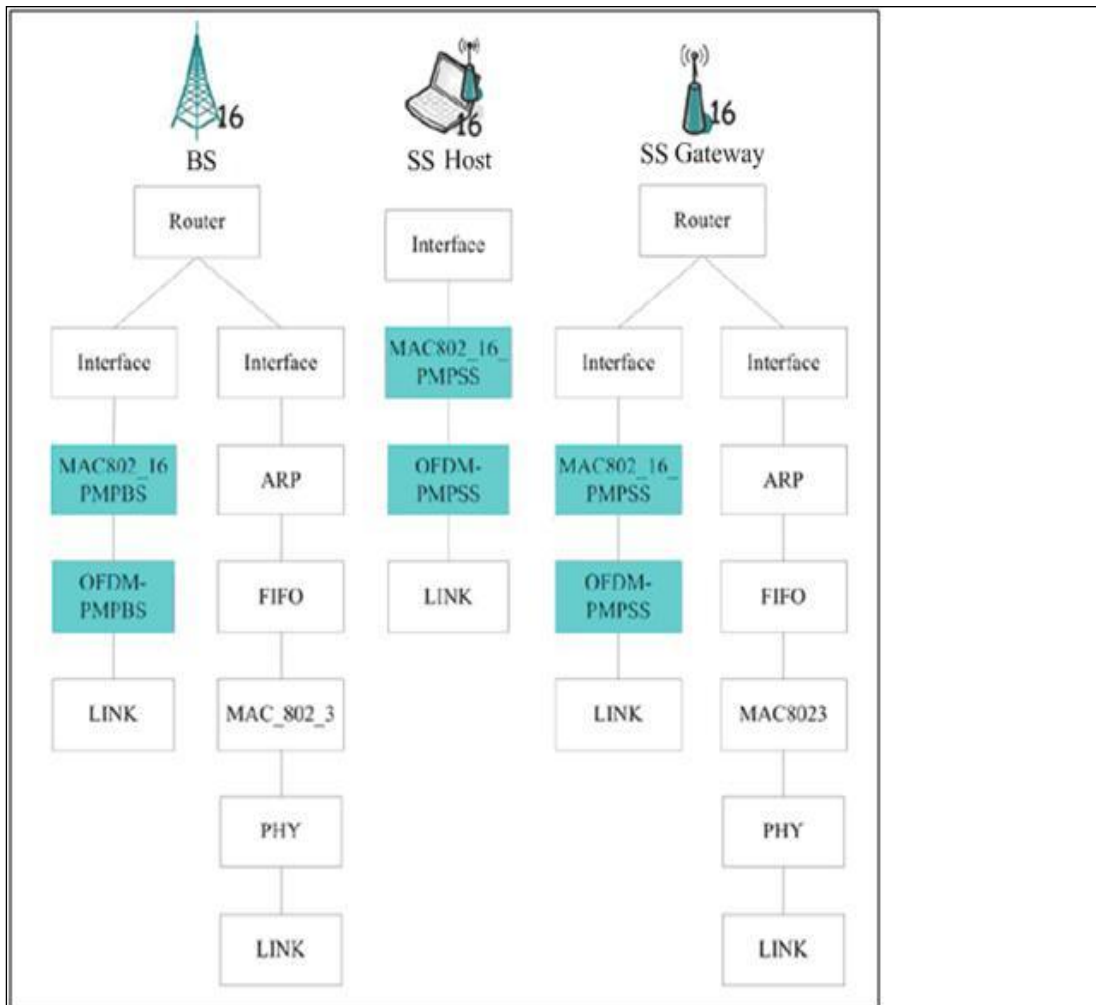 16
BS
16
SS Host
16
SS Gateway
Router
Interface
Interface
MAC802_16
PMPBS
ARP
OFDM-
PMPBS
FIFO
LINK
MAC_802_3
PHY
LINK
Interface
MAC802_16_
PMPSS
OFDM-
PMPSS
LINK
Router
Interface
Interface
MAC802_16_
PMPSS
ARP
OFDM-
PMPSS
FIFO
LINK
MAC8023
PHY
LINK